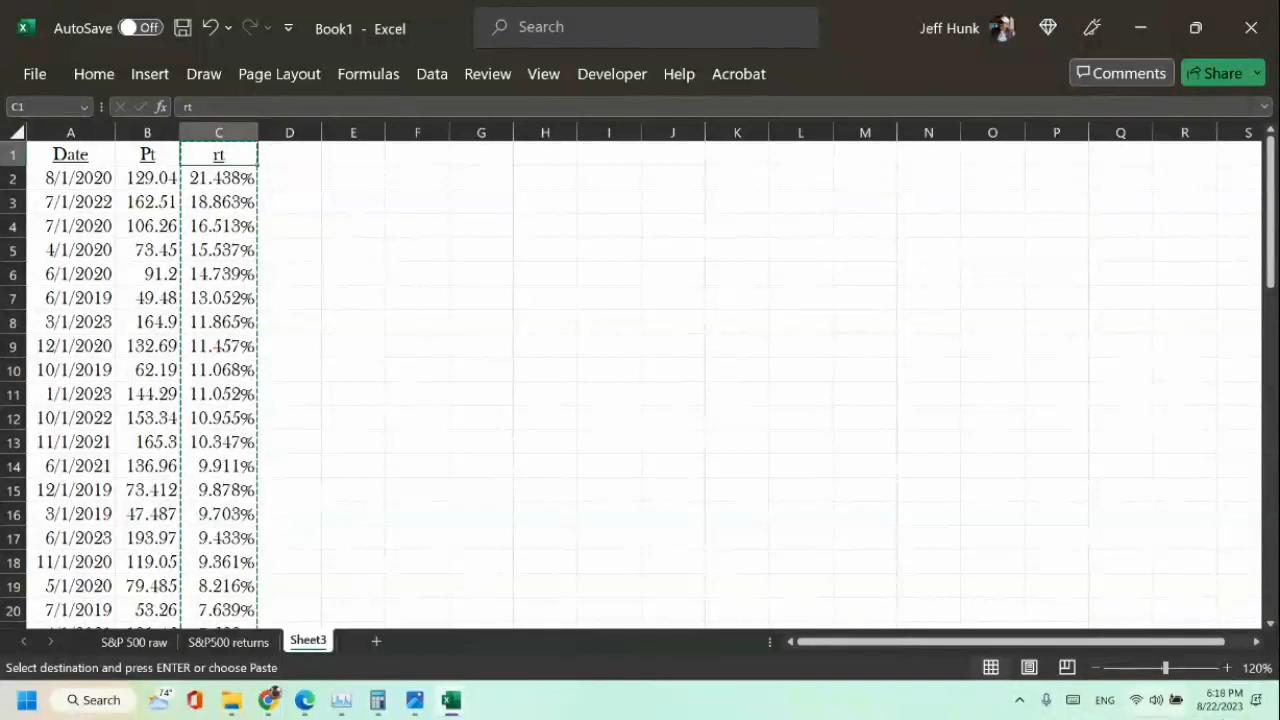 AutoSave Off Book1 - Excel Search Jeff Hunk
File Home Insert Draw Page Layout Formulas Data Review View Developer Help Acrobat Comments Share
C1 fx rt
A B C D E F G H I J K L M N O P Q R S
1 Date Pt rt
2 8/1/2020 129.04 21.438%
3 7/1/2022 162.51 18.863%
4 7/1/2020 106.26 16.513%
5 4/1/2020 73.45 15.537%
6 6/1/2020 91.2 14.739%
7 6/1/2019 49.48 13.052%
8 3/1/2023 164.9 11.865%
9 12/1/2020 132.69 11.457%
10 10/1/2019 62.19 11.068%
11 1/1/2023 144.29 11.052%
12 10/1/2022 153.34 10.955%
13 11/1/2021 165.3 10.347%
14 6/1/2021 136.96 9.911%
15 12/1/2019 73.412 9.878%
16 3/1/2019 47.487 9.703%
17 6/1/2023 193.97 9.433%
18 11/1/2020 119.05 9.361%
19 5/1/2020 79.485 8.216%
20 7/1/2019 53.26 7.639%
S&P 500 raw S&P500 returns Sheet3
Select destination and press ENTER or choose Paste 120%
Search 74° ENG 6:18 PM
8/22/2023